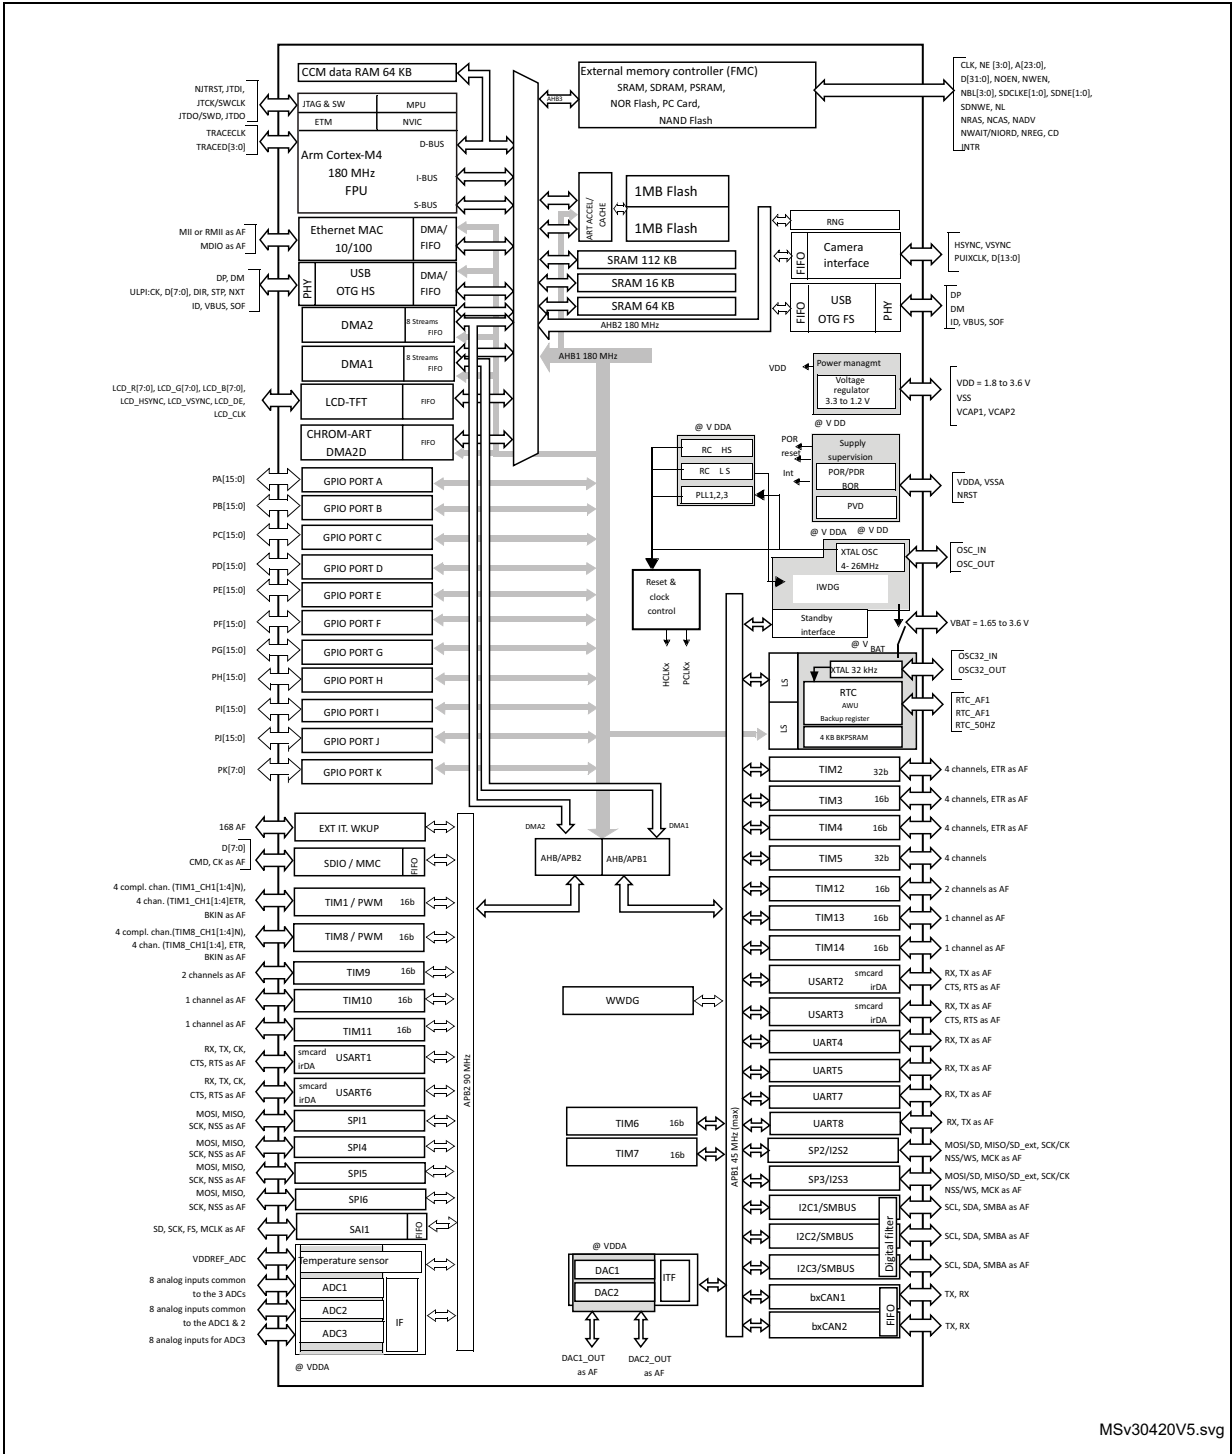 CCM data RAM 64 KB
NJTRST, JTDI,
JTCK/SWCLK
JTDO/SWD, JTDO
JTAG & SW
MPU
ETM
NVIC
TRACECLK
TRACED[3:0]
D-BUS
Arm Cortex-M4
180 MHz
FPU
I-BUS
S-BUS
MII or RMII as AF
MDIO as AF
Ethernet MAC
10/100
DMA/
FIFO
DP, DM
ULPI:CK, D[7:0], DIR, STP, NXT
ID, VBUS, SOF
PHY
USB
OTG HS
DMA/
FIFO
DMA2
8 Streams
FIFO
DMA1
8 Streams
FIFO
LCD_R[7:0], LCD_G[7:0], LCD_B[7:0],
LCD_HSYNC, LCD_VSYNC, LCD_DE,
LCD_CLK
LCD-TFT
FIFO
CHROM-ART
DMA2D
FIFO
External memory controller (FMC)
SRAM, SDRAM, PSRAM,
NOR Flash, PC Card,
NAND Flash
AHB3
CLK, NE [3:0], A[23:0],
D[31:0], NOEN, NWEN,
NBL[3:0], SDCLKE[1:0], SDNE[1:0],
SDNWE, NL
NRAS, NCAS, NADV
NWAIT/NIORD, NREG, CD
INTR
ART ACCEL/
CACHE
1MB Flash
1MB Flash
SRAM 112 KB
SRAM 16 KB
SRAM 64 KB
AHB2 180 MHz
AHB1 180 MHz
RNG
FIFO
Camera
interface
HSYNC, VSYNC
PUIXCLK, D[13:0]
FIFO
USB
OTG FS
PHY
DP
DM
ID, VBUS, SOF
VDD
Power managmt
Voltage
regulator
3.3 to 1.2 V
@ V DD
VDD = 1.8 to 3.6 V
VSS
VCAP1, VCAP2
@ V DDA
RC HS
RC L S
PLL1,2,3
POR
reset
Int
Supply
supervision
POR/PDR
BOR
PVD
@ V DDA
@ V DD
VDDA, VSSA
NRST
XTAL OSC
4- 26MHz
OSC_IN
OSC_OUT
IWDG
Reset &
clock
control
HCLKx
PCLKx
Standby
interface
VBAT = 1.65 to 3.6 V
@ V BAT
LS
LS
XTAL 32 kHz
OSC32_IN
OSC32_OUT
RTC
AWU
Backup register
4 KB BKPSRAM
RTC_AF1
RTC_AF1
RTC_50HZ
PA[15:0]
GPIO PORT A
PB[15:0]
GPIO PORT B
PC[15:0]
GPIO PORT C
PD[15:0]
GPIO PORT D
PE[15:0]
GPIO PORT E
PF[15:0]
GPIO PORT F
PG[15:0]
GPIO PORT G
PH[15:0]
GPIO PORT H
PI[15:0]
GPIO PORT I
PJ[15:0]
GPIO PORT J
PK[7:0]
GPIO PORT K
DMA2
DMA1
AHB/APB2
AHB/APB1
168 AF
EXT IT. WKUP
D[7:0]
CMD, CK as AF
SDIO / MMC
FIFO
4 compl. chan. (TIM1_CH1[1:4]N),
4 chan. (TIM1_CH1[1:4]ETR,
BKIN as AF
TIM1 / PWM
16b
4 compl. chan.(TIM8_CH1[1:4]N),
4 chan. (TIM8_CH1[1:4], ETR,
BKIN as AF
TIM8 / PWM
16b
2 channels as AF
TIM9
16b
1 channel as AF
TIM10
16b
1 channel as AF
TIM11
16b
RX, TX, CK,
CTS, RTS as AF
smcard
irDA
USART1
RX, TX, CK,
CTS, RTS as AF
smcard
irDA
USART6
MOSI, MISO,
SCK, NSS as AF
SPI1
MOSI, MISO,
SCK, NSS as AF
SPI4
MOSI, MISO,
SCK, NSS as AF
SPI5
MOSI, MISO,
SCK, NSS as AF
SPI6
SD, SCK, FS, MCLK as AF
SAI1
FIFO
VDDREF_ADC
Temperature sensor
8 analog inputs common
to the 3 ADCs
ADC1
8 analog inputs common
to the ADC1 & 2
ADC2
8 analog inputs for ADC3
ADC3
IF
@ VDDA
APB2 90 MHz
WWDG
TIM6
16b
TIM7
16b
@ VDDA
DAC1
DAC2
ITF
DAC1_OUT
as AF
DAC2_OUT
as AF
APB1 45 MHz (max)
TIM2
32b
4 channels, ETR as AF
TIM3
16b
4 channels, ETR as AF
TIM4
16b
4 channels, ETR as AF
TIM5
32b
4 channels
TIM12
16b
2 channels as AF
TIM13
16b
1 channel as AF
TIM14
16b
1 channel as AF
USART2
smcard
irDA
RX, TX as AF
CTS, RTS as AF
USART3
smcard
irDA
RX, TX as AF
CTS, RTS as AF
UART4
RX, TX as AF
UART5
RX, TX as AF
UART7
RX, TX as AF
UART8
RX, TX as AF
SP2/I2S2
MOSI/SD, MISO/SD_ext, SCK/CK
NSS/WS, MCK as AF
SP3/I2S3
MOSI/SD, MISO/SD_ext, SCK/CK
NSS/WS, MCK as AF
I2C1/SMBUS
SCL, SDA, SMBA as AF
I2C2/SMBUS
SCL, SDA, SMBA as AF
I2C3/SMBUS
SCL, SDA, SMBA as AF
Digital filter
bxCAN1
TX, RX
bxCAN2
TX, RX
FIFO
MSv30420V5.svg